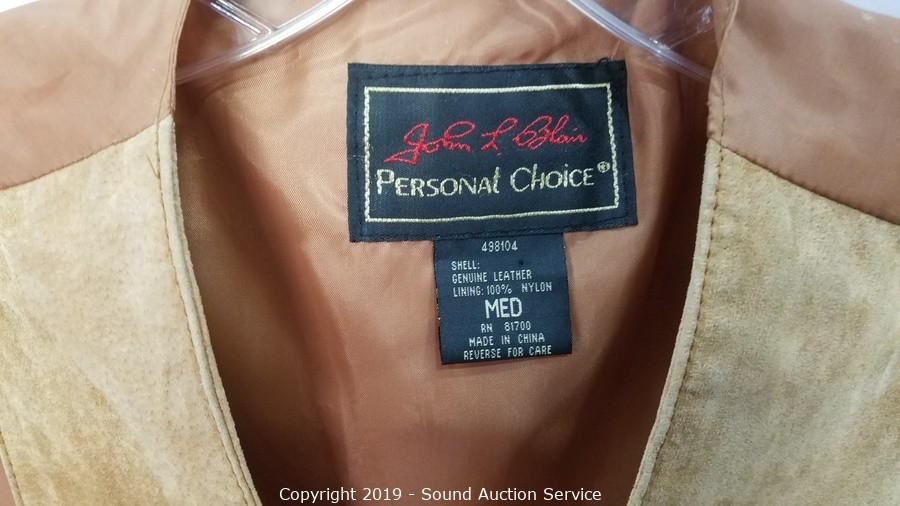 John L. Blair
PERSONAL CHOICE®
498104
SHELL:
GENUINE LEATHER
LINING: 100% NYLON
MED
RN 81700
MADE IN CHINA
REVERSE FOR CARE
Copyright 2019 - Sound Auction Service